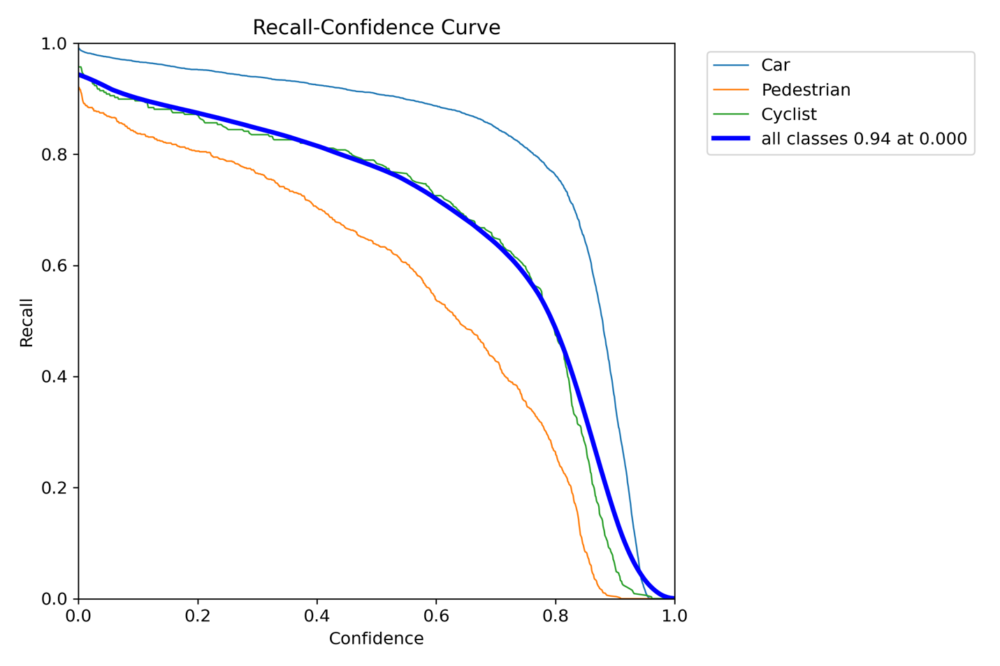 Recall-Confidence Curve
1.0
0.8
0.6
0.4
0.2
0.0
Recall
0.0 0.2 0.4 0.6 0.8 1.0
Confidence
Car
Pedestrian
Cyclist
all classes 0.94 at 0.000